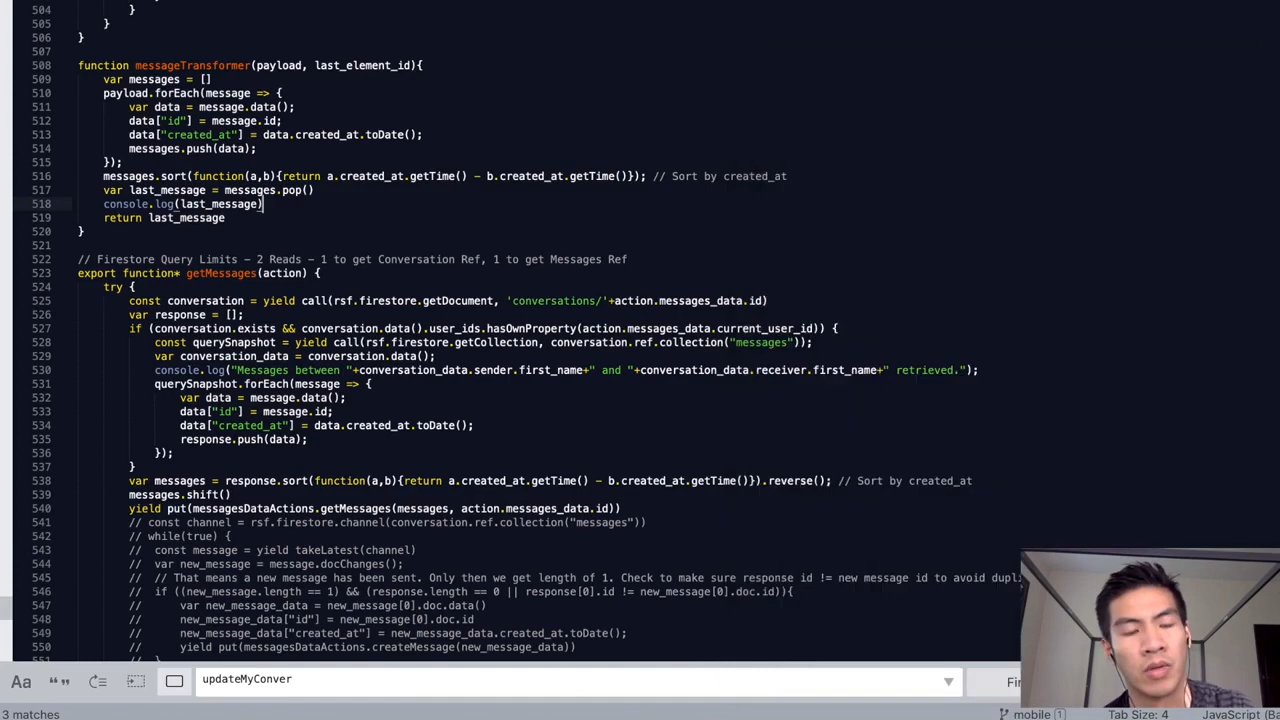 504 }
505 }
506 }
507
508 function messageTransformer(payload, last_element_id){
509 var messages = []
510 payload.forEach(message => {
511 var data = message.data();
512 data["id"] = message.id;
513 data["created_at"] = data.created_at.toDate();
514 messages.push(data);
515 });
516 messages.sort(function(a,b){return a.created_at.getTime() - b.created_at.getTime()}); // Sort by created_at
517 var last_message = messages.pop()
518 console.log(last_message)
519 return last_message
520 }
521
522 // Firestore Query Limits - 2 Reads - 1 to get Conversation Ref, 1 to get Messages Ref
523 export function* getMessages(action) {
524 try {
525 const conversation = yield call(rsf.firestore.getDocument, 'conversations/'+action.messages_data.id)
526 var response = [];
527 if (conversation.exists && conversation.data().user_ids.hasOwnProperty(action.messages_data.current_user_id)) {
528 const querySnapshot = yield call(rsf.firestore.getCollection, conversation.ref.collection("messages"));
529 var conversation_data = conversation.data();
530 console.log("Messages between "+conversation_data.sender.first_name+" and "+conversation_data.receiver.first_name+" retrieved.");
531 querySnapshot.forEach(message => {
532 var data = message.data();
533 data["id"] = message.id;
534 data["created_at"] = data.created_at.toDate();
535 response.push(data);
536 });
537 }
538 var messages = response.sort(function(a,b){return a.created_at.getTime() - b.created_at.getTime()}).reverse(); // Sort by created_at
539 messages.shift()
540 yield put(messagesDataActions.getMessages(messages, action.messages_data.id))
541 // const channel = rsf.firestore.channel(conversation.ref.collection("messages"))
542 // while(true) {
543 // const message = yield takeLatest(channel)
544 // var new_message = message.docChanges();
545 // // That means a new message has been sent. Only then we get length of 1. Check to make sure response id != new message id to avoid dupli
546 // if ((new_message.length == 1) && (response.length == 0 || response[0].id != new_message[0].doc.id)){
547 // var new_message_data = new_message[0].doc.data()
548 // new_message_data["id"] = new_message[0].doc.id
549 // new_message_data["created_at"] = new_message_data.created_at.toDate();
550 // yield put(messagesDataActions.createMessage(new_message_data))
551 // }
Aa “” updateMyConver Fi
3 matches mobile 1 Tab Size: 4 JavaScript (Ba